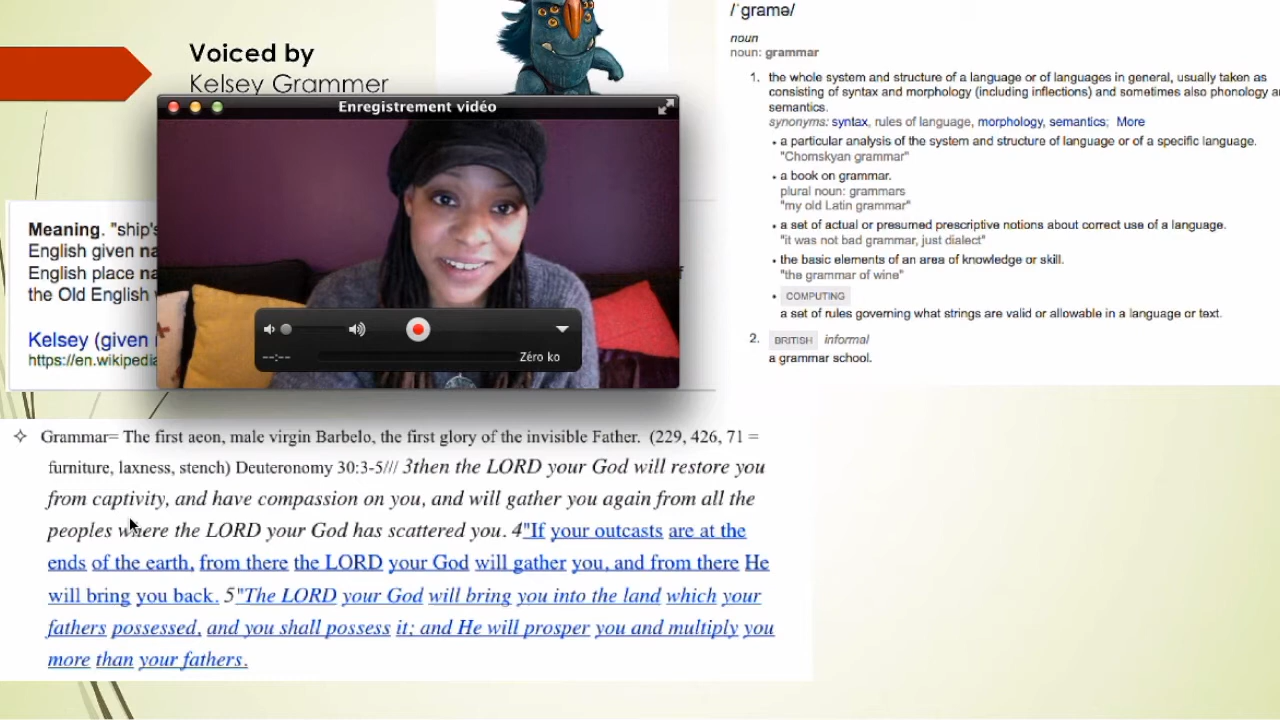 Voiced by
Kelsey Grammer
Enregistrement vidéo
--:--
Zéro ko
Meaning. "ship's
English given na
English place na
the Old English
Kelsey (given
https://en.wikipedia
f
/ˈɡramə/
noun
noun: grammar
1. the whole system and structure of a language or of languages in general, usually taken as
consisting of syntax and morphology (including inflections) and sometimes also phonology a
semantics.
synonyms: syntax, rules of language, morphology, semantics; More
• a particular analysis of the system and structure of language or of a specific language.
"Chomskyan grammar"
• a book on grammar.
plural noun: grammars
"my old Latin grammar"
• a set of actual or presumed prescriptive notions about correct use of a language.
"it was not bad grammar, just dialect"
• the basic elements of an area of knowledge or skill.
"the grammar of wine"
• COMPUTING
a set of rules governing what strings are valid or allowable in a language or text.
2. BRITISH informal
a grammar school.
✧ Grammar= The first aeon, male virgin Barbelo, the first glory of the invisible Father. (229, 426, 71 =
furniture, laxness, stench) Deuteronomy 30:3-5/// 3then the LORD your God will restore you
from captivity, and have compassion on you, and will gather you again from all the
peoples where the LORD your God has scattered you. 4"If your outcasts are at the
ends of the earth, from there the LORD your God will gather you, and from there He
will bring you back. 5"The LORD your God will bring you into the land which your
fathers possessed, and you shall possess it; and He will prosper you and multiply you
more than your fathers.